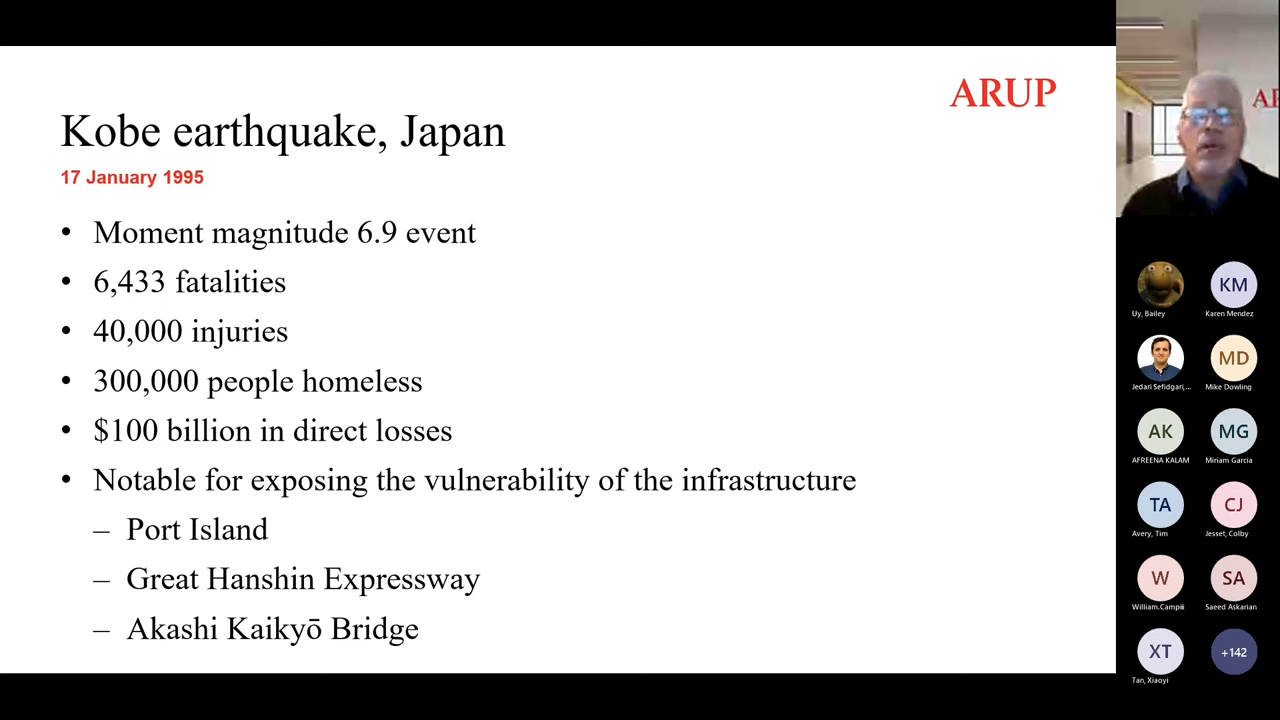 ARUP
Kobe earthquake, Japan
17 January 1995
• Moment magnitude 6.9 event
• 6,433 fatalities
• 40,000 injuries
• 300,000 people homeless
• $100 billion in direct losses
• Notable for exposing the vulnerability of the infrastructure
– Port Island
– Great Hanshin Expressway
– Akashi Kaikyō Bridge
AR
Uy, Bailey
KM
Karen Mendez
Jedari Sefidgari,...
MD
Mike Dowling
AK
AFREENA KALAM
MG
Miriam Garcia
TA
Avery, Tim
CJ
Jesset, Colby
W
SA
Saeed Askarian
XT
Tan, Xiaoyi
+142